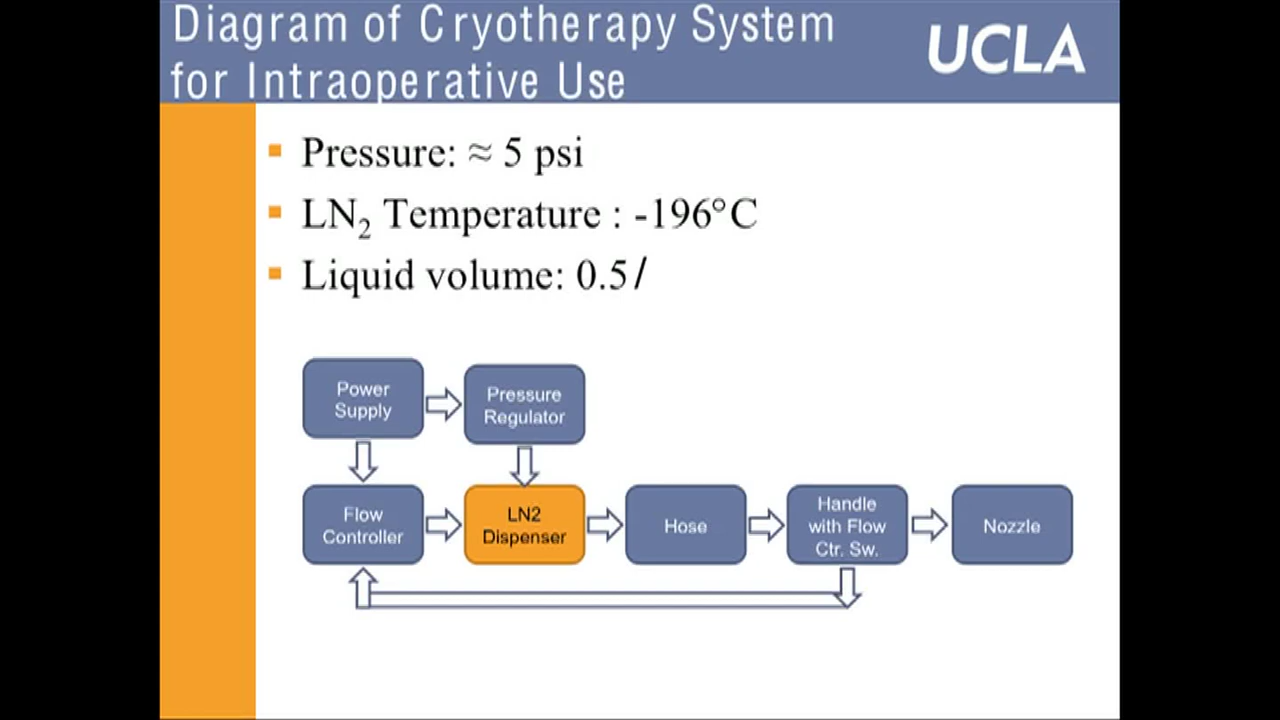 Diagram of Cryotherapy System
for Intraoperative Use
UCLA
Pressure: ≈ 5 psi
LN₂ Temperature : -196°C
Liquid volume: 0.5 l
Power
Supply
Pressure
Regulator
Flow
Controller
LN2
Dispenser
Hose
Handle
with Flow
Ctr. Sw.
Nozzle